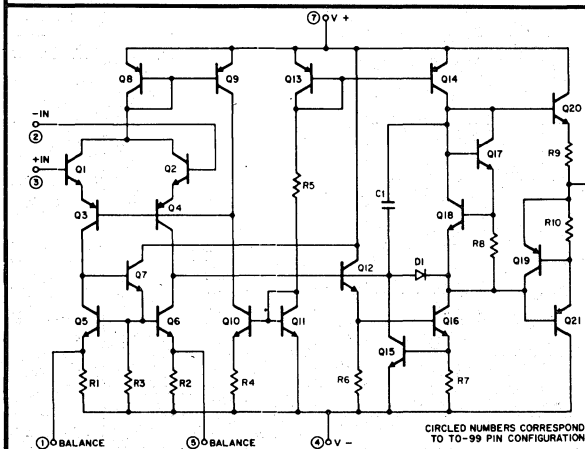 ⑦ V +
Q8
Q9
Q13
Q14
Q20
-IN
②
Q17
R9
+IN
③
Q1
Q2
R5
C1
R10
Q3
Q4
Q18
R8
Q19
Q7
Q12
D1
Q5
Q6
Q10
Q11
Q16
Q21
Q15
R1
R3
R2
R4
R6
R7
① BALANCE
⑤ BALANCE
④ V -
CIRCLED NUMBERS CORRESPOND
TO TO-99 PIN CONFIGURATION